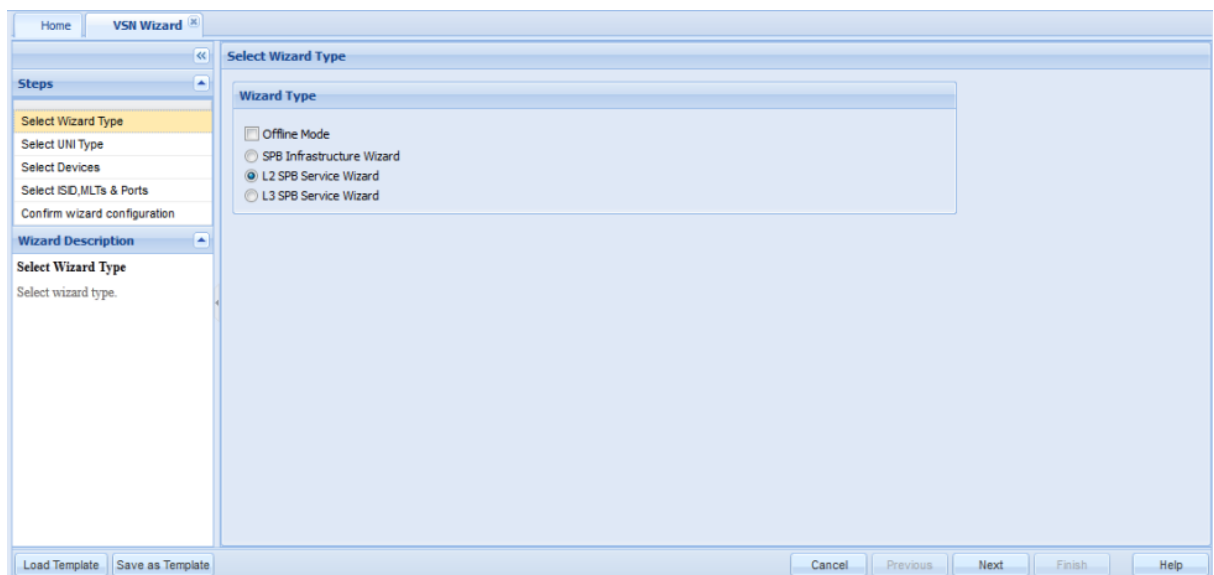 Home
VSN Wizard
Select Wizard Type
Steps
Select Wizard Type
Select UNI Type
Select Devices
Select ISID,MLTs & Ports
Confirm wizard configuration
Wizard Description
Select Wizard Type
Select wizard type.
Wizard Type
Offline Mode
SPB Infrastructure Wizard
L2 SPB Service Wizard
L3 SPB Service Wizard
Load Template
Save as Template
Cancel
Previous
Next
Finish
Help